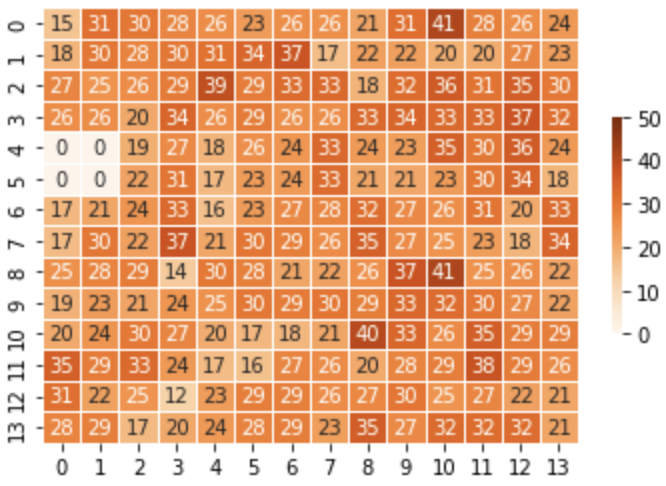 0 15 31 30 28 26 23 26 26 21 31 41 28 26 24
1 18 30 28 30 31 34 37 17 22 22 20 20 27 23
2 27 25 26 29 39 29 33 33 18 32 36 31 35 30
3 26 26 20 34 26 29 26 26 33 34 33 33 37 32
4 0 0 19 27 18 26 24 33 24 23 35 30 36 24
5 0 0 22 31 17 23 24 33 21 21 23 30 34 18
6 17 21 24 33 16 23 27 28 32 27 26 31 20 33
7 17 30 22 37 21 30 29 26 35 27 25 23 18 34
8 25 28 29 14 30 28 21 22 26 37 41 25 26 22
9 19 23 21 24 25 30 29 30 29 33 32 30 27 22
10 20 24 30 27 20 17 18 21 40 33 26 35 29 29
11 35 29 33 24 17 16 27 26 20 28 29 38 29 26
12 31 22 25 12 23 29 29 26 27 30 25 27 22 21
13 28 29 17 20 24 28 29 23 35 27 32 32 32 21
0 1 2 3 4 5 6 7 8 9 10 11 12 13
50
40
30
20
10
0